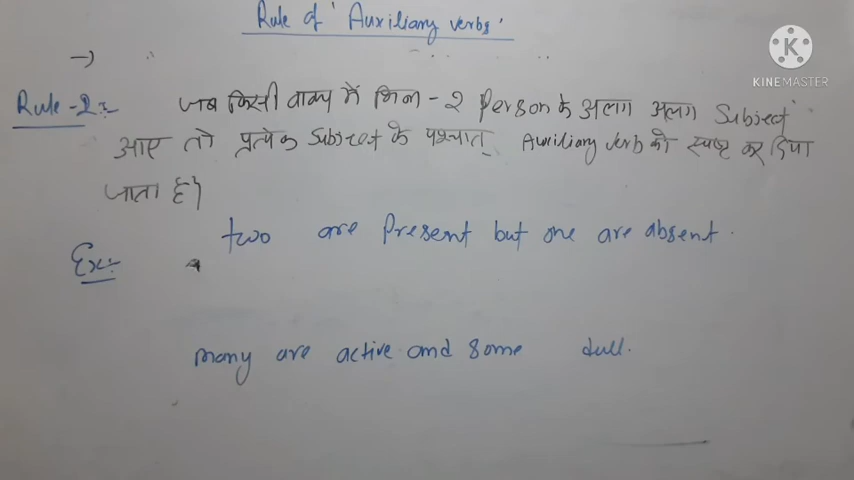 Rule of 'Auxiliary verbs'
KINEMASTER
Rule-2:- जब किसी वाक्य में भिन-2 Person के अलग अलग Subject
आए तो प्रत्येक Subject के पश्चात् Auxiliary verb को स्पष्ट कर दिया
जाता है।
two are Present but one are absent.
Ex:-
many are active and some dull.